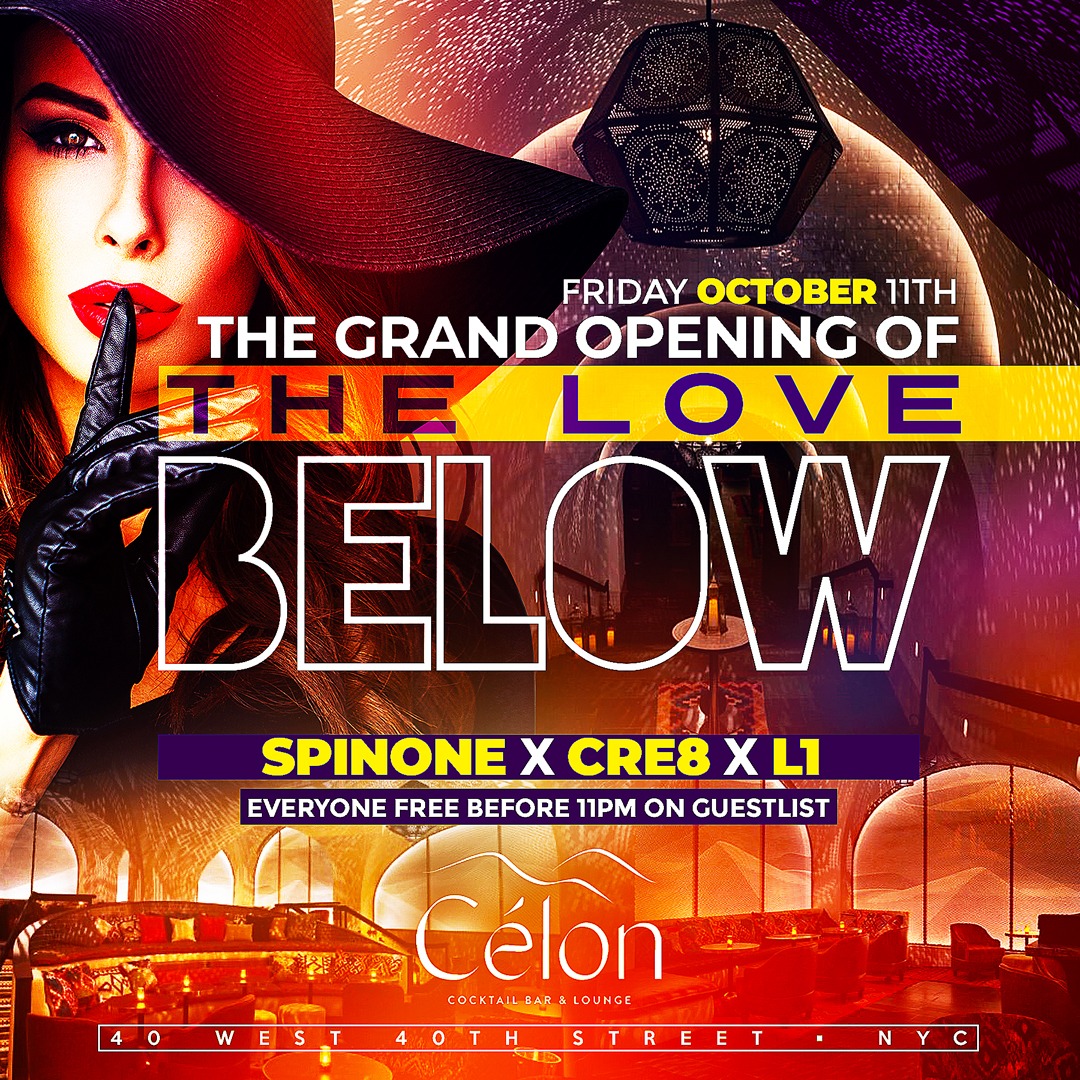 FRIDAY OCTOBER 11TH
THE GRAND OPENING OF
THE LOVE
BELOW
SPINONE X CRE8 X L1
EVERYONE FREE BEFORE 11PM ON GUESTLIST
Célon
COCKTAIL BAR & LOUNGE
40 WEST 40TH STREET ▪ NYC